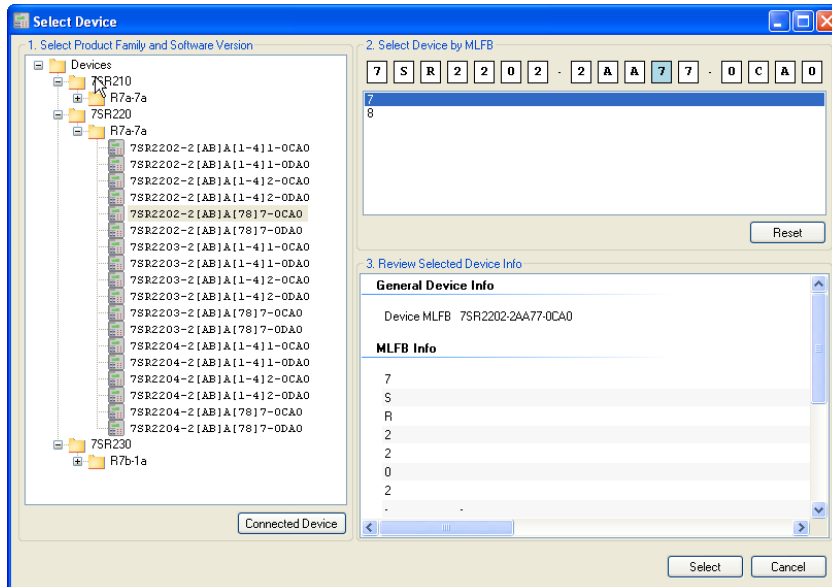 Select Device
1. Select Product Family and Software Version
Devices
7SR210
R7a-7a
7SR220
R7a-7a
7SR2202-2[AB]A[1-4]1-0CA0
7SR2202-2[AB]A[1-4]1-0DA0
7SR2202-2[AB]A[1-4]2-0CA0
7SR2202-2[AB]A[1-4]2-0DA0
7SR2202-2[AB]A[78]7-0CA0
7SR2202-2[AB]A[78]7-0DA0
7SR2203-2[AB]A[1-4]1-0CA0
7SR2203-2[AB]A[1-4]1-0DA0
7SR2203-2[AB]A[1-4]2-0CA0
7SR2203-2[AB]A[1-4]2-0DA0
7SR2203-2[AB]A[78]7-0CA0
7SR2203-2[AB]A[78]7-0DA0
7SR2204-2[AB]A[1-4]1-0CA0
7SR2204-2[AB]A[1-4]1-0DA0
7SR2204-2[AB]A[1-4]2-0CA0
7SR2204-2[AB]A[1-4]2-0DA0
7SR2204-2[AB]A[78]7-0CA0
7SR2204-2[AB]A[78]7-0DA0
7SR230
R7b-1a
Connected Device
2. Select Device by MLFB
7 S R 2 2 0 2 - 2 A A 7 7 - 0 C A 0
7
8
Reset
3. Review Selected Device Info
General Device Info
Device MLFB 7SR2202-2AA77-0CA0
MLFB Info
7
S
R
2
2
0
2
- -
Select Cancel